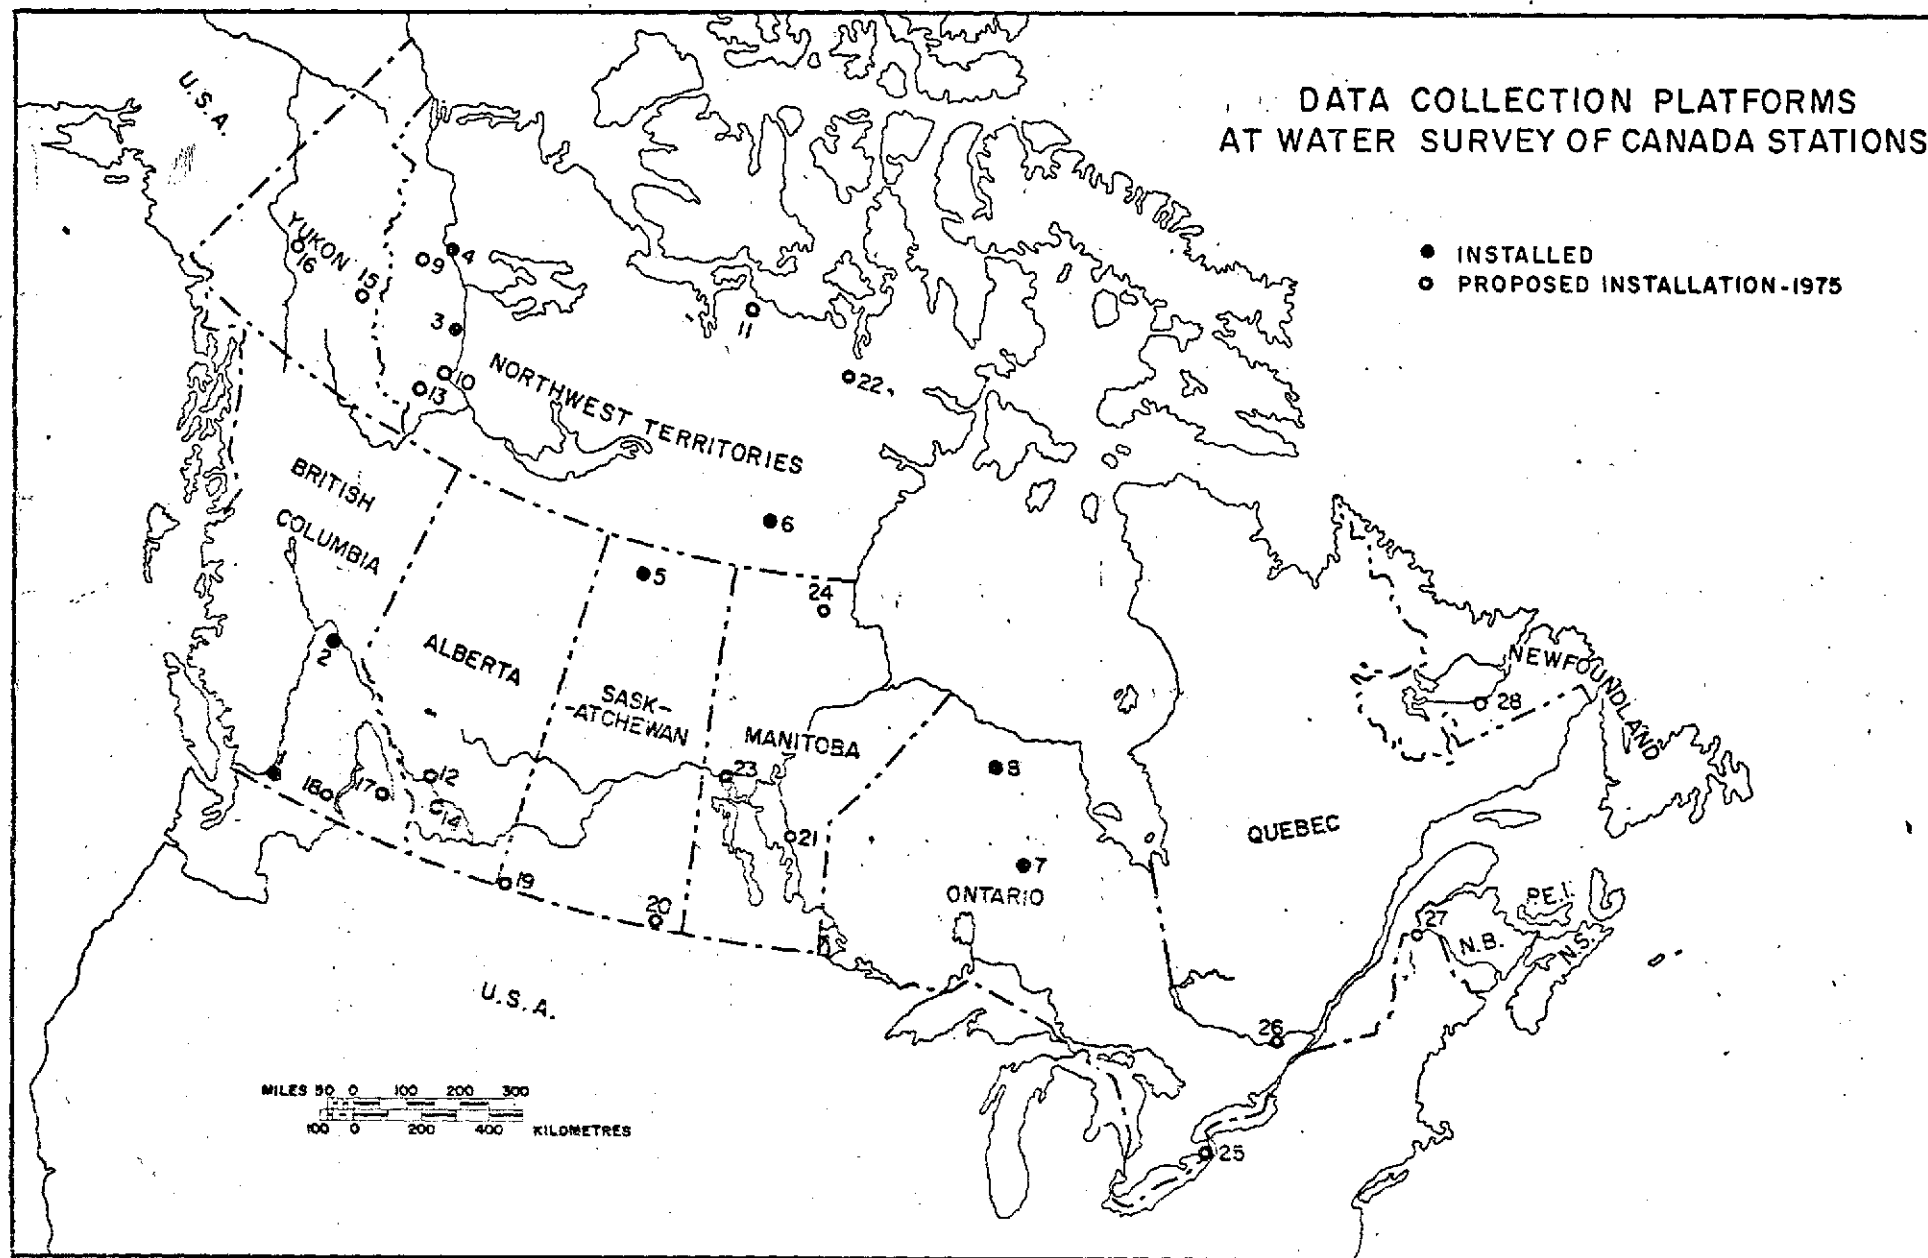 DATA COLLECTION PLATFORMS
AT WATER SURVEY OF CANADA STATIONS
INSTALLED
PROPOSED INSTALLATION-1975
U.S.A.
YUKON
16
15
9
4
3
10
13
11
22
NORTHWEST TERRITORIES
BRITISH
COLUMBIA
6
5
24
2
ALBERTA
SASK-
-ATCHEWAN
MANITOBA
NEWFOUNDLAND
28
12
14
17
18
23
21
8
7
ONTARIO
QUEBEC
19
20
P.E.I.
27
N.B.
N.S.
U.S.A.
26
25
MILES 50 0 100 200 300
100 0 200 400 KILOMETRES